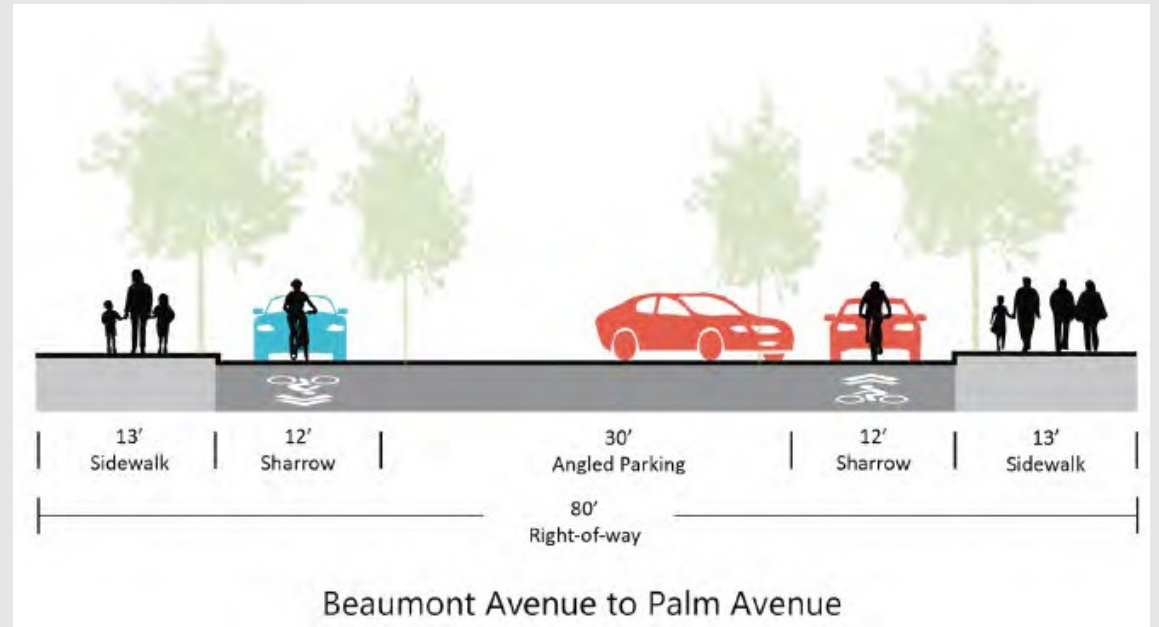 13′
Sidewalk
12′
Sharrow
30′
Angled Parking
12′
Sharrow
13′
Sidewalk
80′
Right-of-way
Beaumont Avenue to Palm Avenue